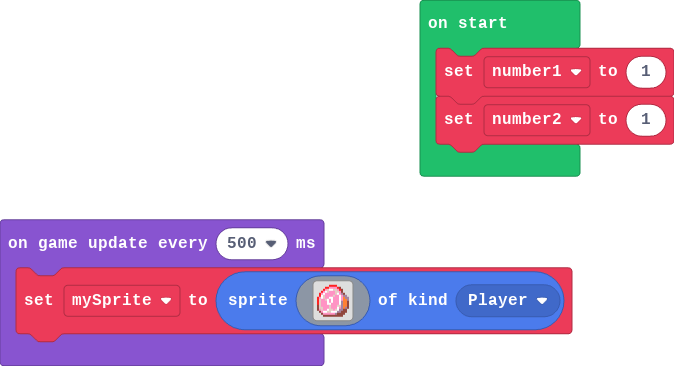 on start
set number1 to 1
set number2 to 1
on game update every 500 ms
set mySprite to sprite of kind Player